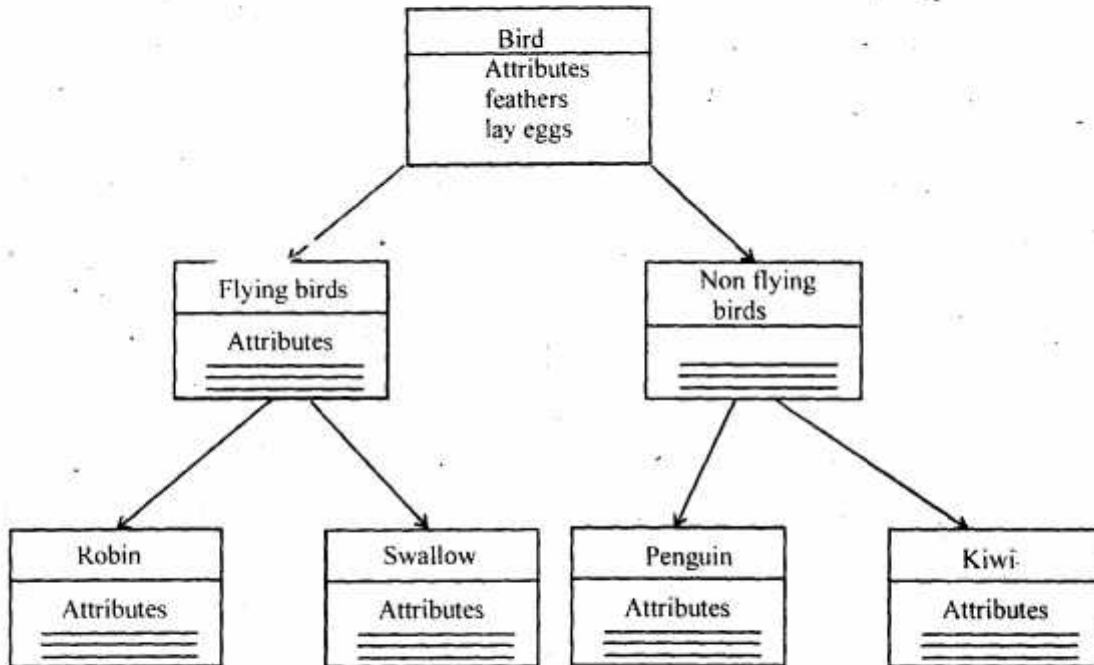 Bird
Attributes
feathers
lay eggs
Flying birds
Attributes
Non flying
birds
Robin
Attributes
Swallow
Attributes
Penguin
Attributes
Kiwi
Attributes